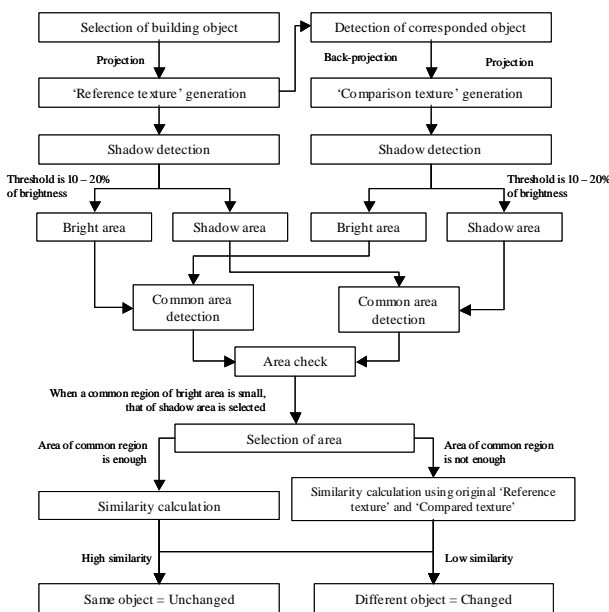 Selection of building object
Detection of corresponded object
Projection
Back-projection
Projection
‘Reference texture’ generation
‘Comparison texture’ generation
Shadow detection
Shadow detection
Threshold is 10 – 20%
of brightness
Threshold is 10 – 20%
of brightness
Bright area
Shadow area
Bright area
Shadow area
Common area
detection
Common area
detection
Area check
When a common region of bright area is small,
that of shadow area is selected
Selection of area
Area of common region
is enough
Area of common region
is not enough
Similarity calculation
Similarity calculation using original ‘Reference
texture’ and ‘Compared texture’
High similarity
Low similarity
Same object = Unchanged
Different object = Changed